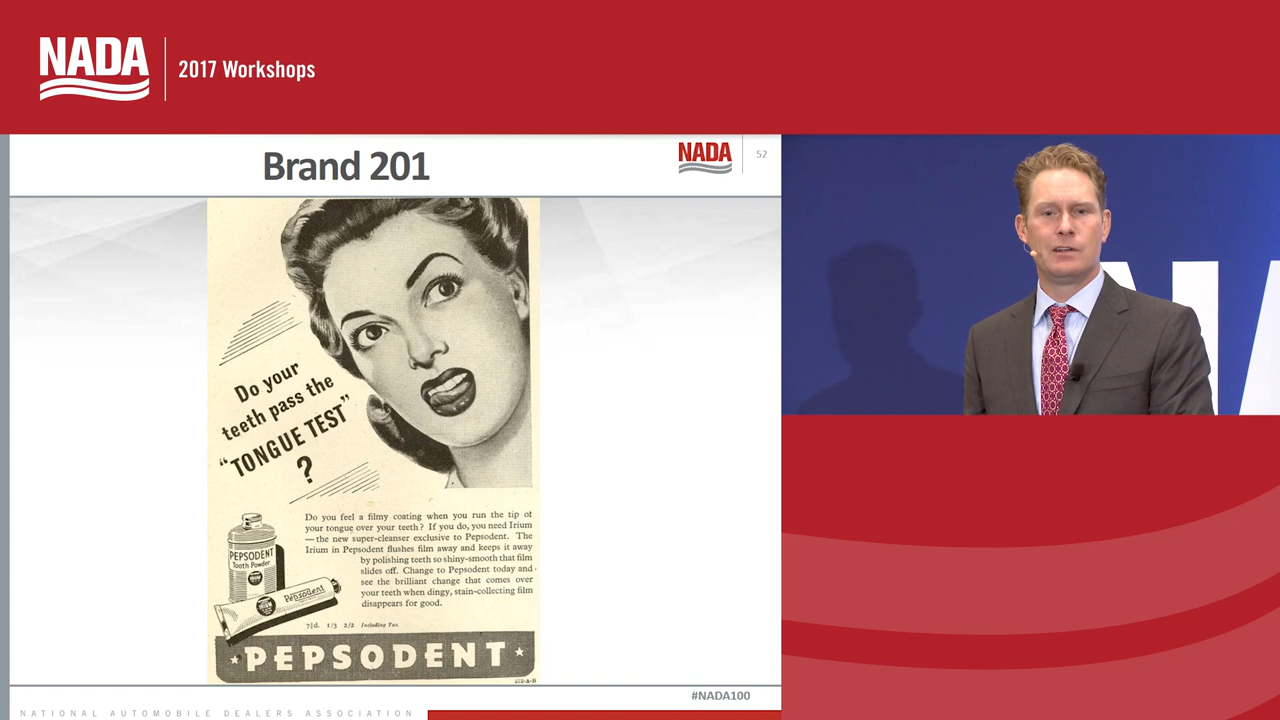 NADA
2017 Workshops
Brand 201
NADA
52
Do your
teeth pass the
“TONGUE TEST”
?
Do you feel a filmy coating when you run the tip of
your tongue over your teeth? If you do, you need Irium
—the new super-cleanser exclusive to Pepsodent. The
Irium in Pepsodent flushes film away and keeps it away
by polishing teeth so shiny-smooth that film
slides off. Change to Pepsodent today and
see the brilliant change that comes over
your teeth when dingy, stain-collecting film
disappears for good.
PEPSODENT
Tooth Powder
IRIUM
Pepsodent
IRIUM
7½d. 1/3 2/2 Including Tax.
PEPSODENT
#NADA100
NATIONAL AUTOMOBILE DEALERS ASSOCIATION
NA